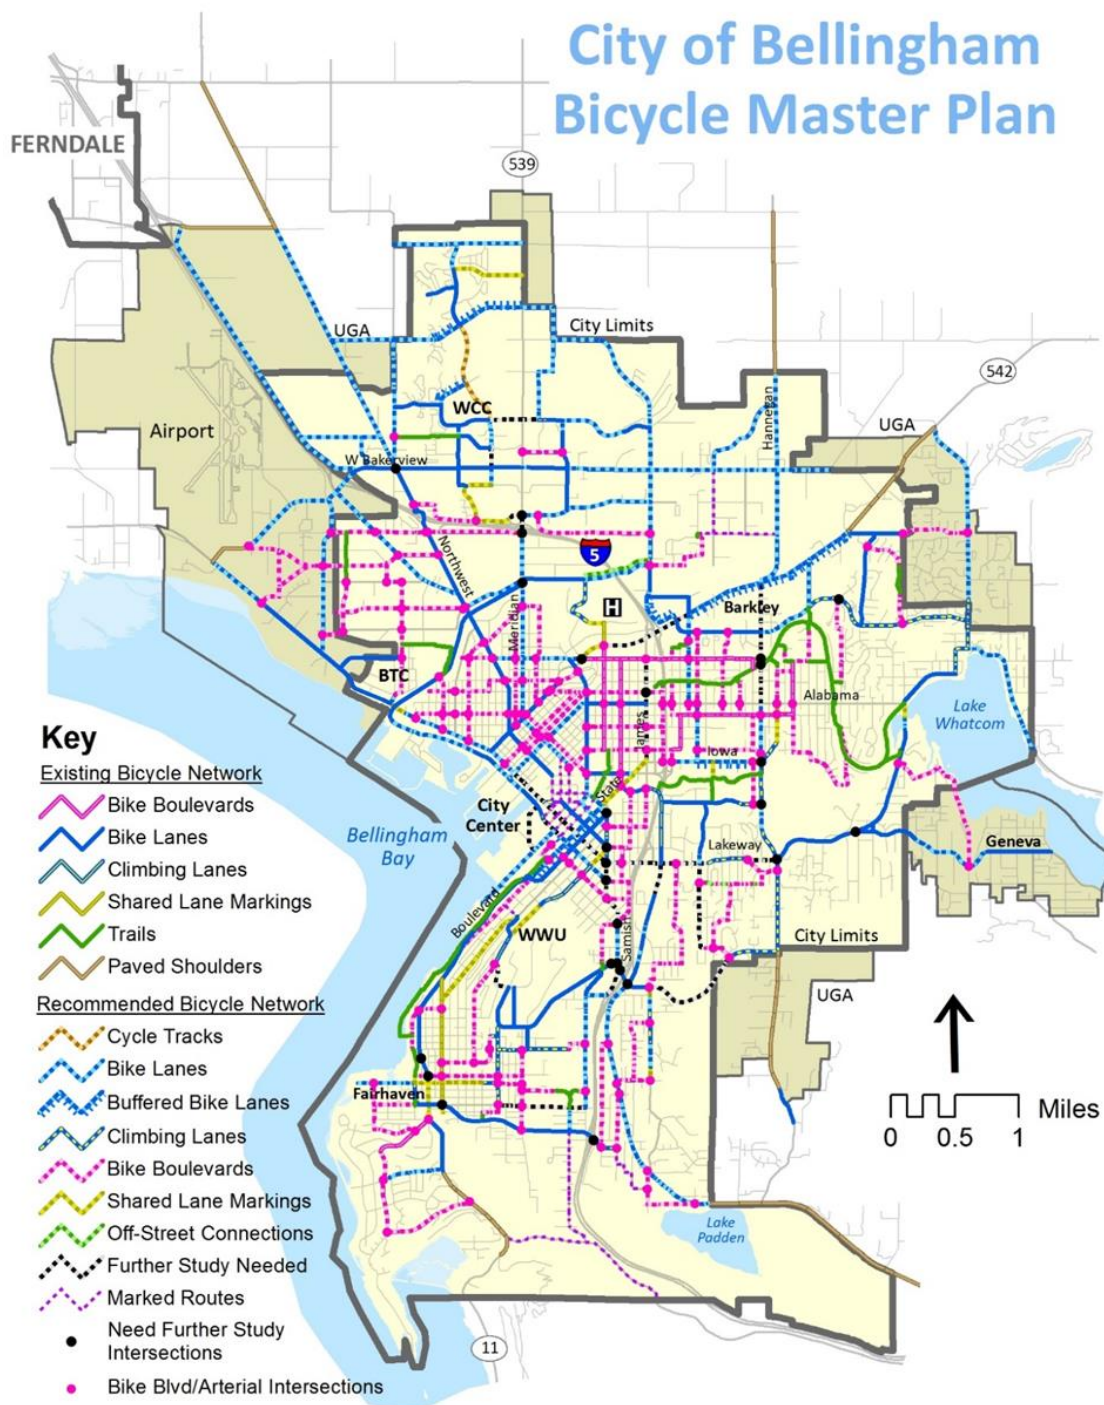 City of Bellingham
Bicycle Master Plan
FERNDALE
539
UGA
City Limits
542
WCC
Hannegan
UGA
Airport
W Bakerview
Northwest
5
Meridian
H
Barkley
BTC
Alabama
Lake
Whatcom
James
Iowa
State
City
Center
Bellingham
Bay
Lakeway
Geneva
Boulevard
WWU
Samish
City Limits
UGA
Fairhaven
Miles
0 0.5 1
Lake
Padden
11
Key
Existing Bicycle Network
Bike Boulevards
Bike Lanes
Climbing Lanes
Shared Lane Markings
Trails
Paved Shoulders
Recommended Bicycle Network
Cycle Tracks
Bike Lanes
Buffered Bike Lanes
Climbing Lanes
Bike Boulevards
Shared Lane Markings
Off-Street Connections
Further Study Needed
Marked Routes
Need Further Study
Intersections
Bike Blvd/Arterial Intersections